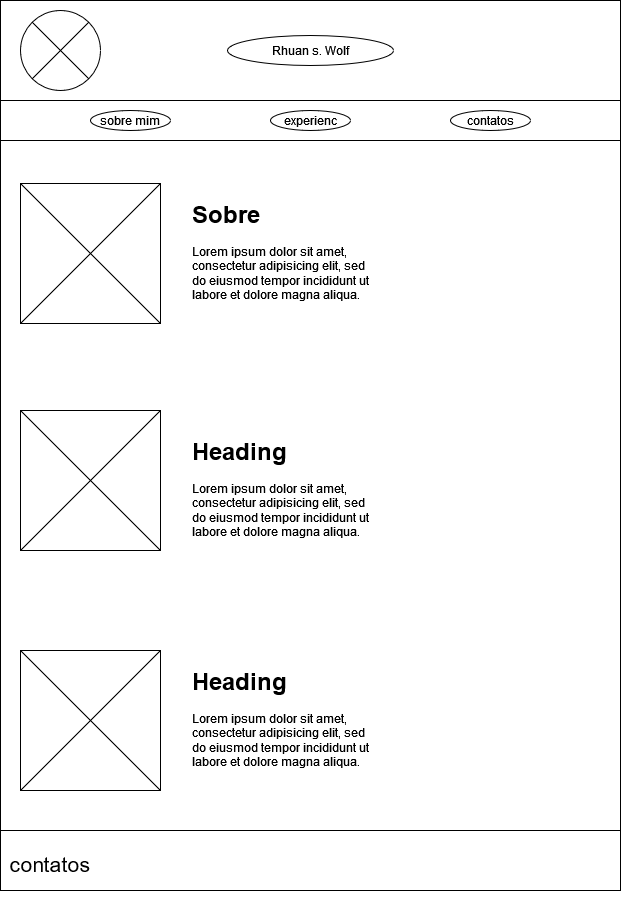 Rhuan s. Wolf
sobre mim
experienc
contatos
Sobre
Lorem ipsum dolor sit amet,
consectetur adipisicing elit, sed
do eiusmod tempor incididunt ut
labore et dolore magna aliqua.
Heading
Lorem ipsum dolor sit amet,
consectetur adipisicing elit, sed
do eiusmod tempor incididunt ut
labore et dolore magna aliqua.
Heading
Lorem ipsum dolor sit amet,
consectetur adipisicing elit, sed
do eiusmod tempor incididunt ut
labore et dolore magna aliqua.
contatos